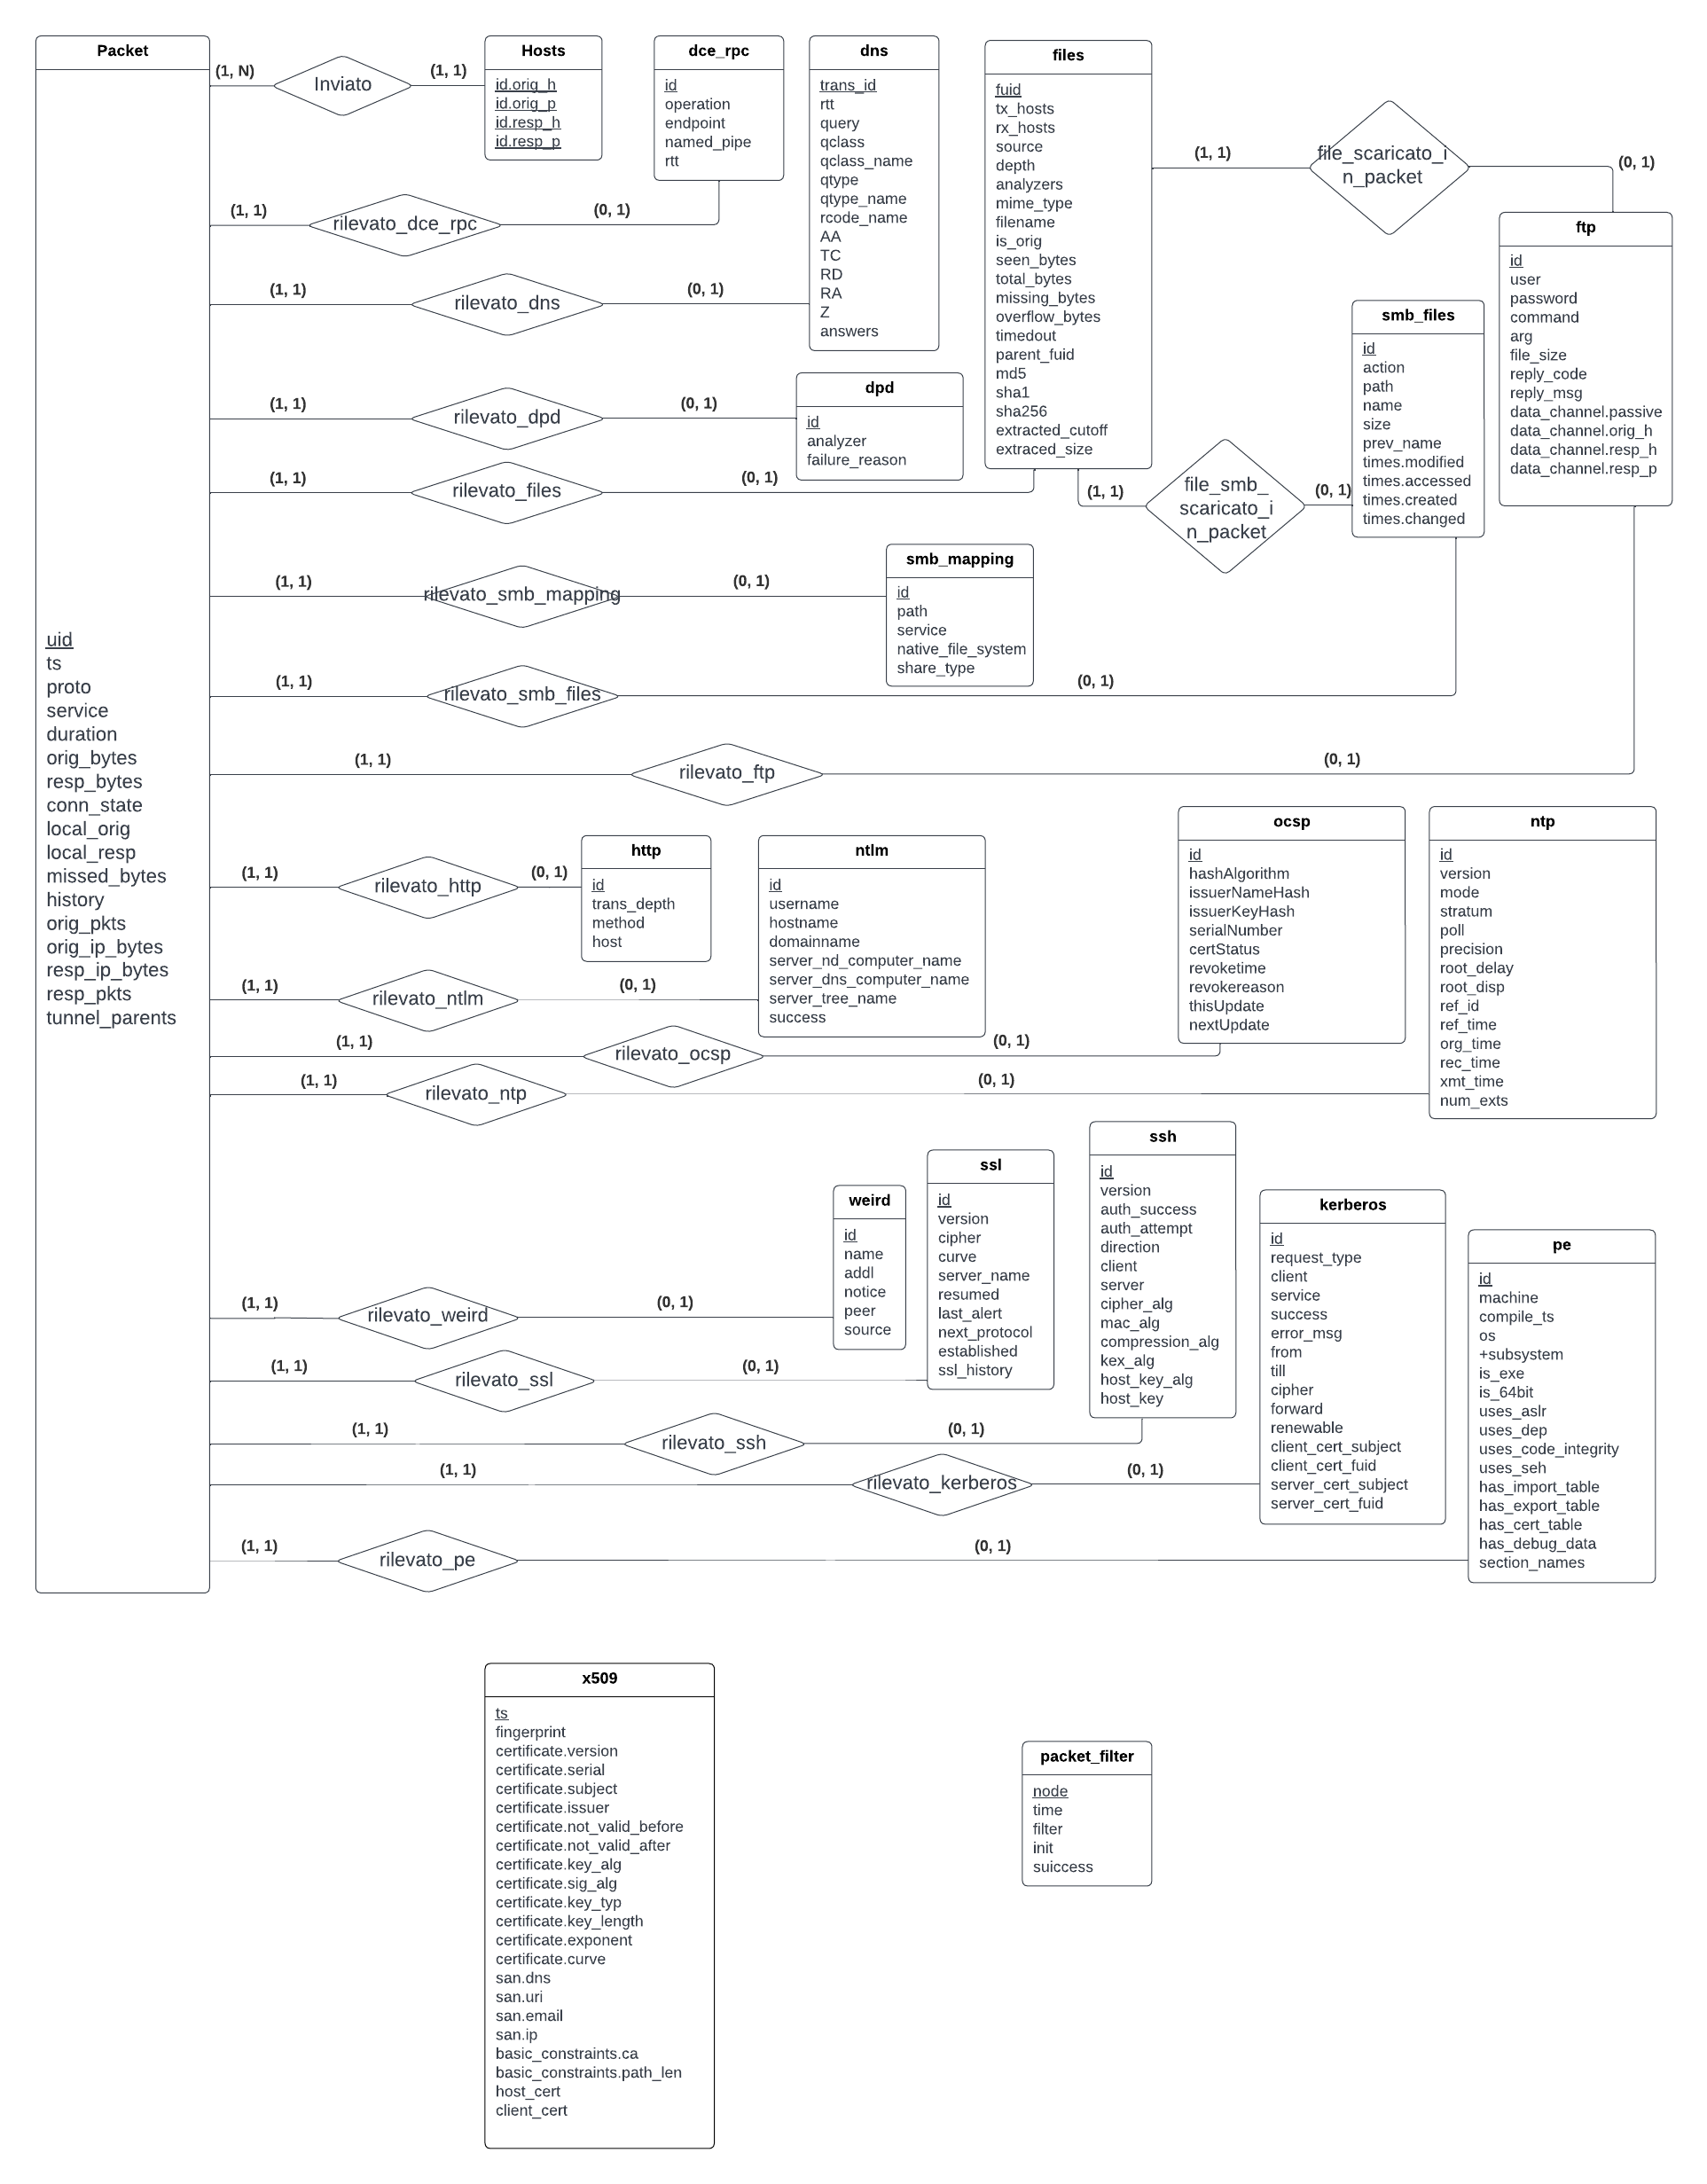 Packet
uid
ts
proto
service
duration
orig_bytes
resp_bytes
conn_state
local_orig
local_resp
missed_bytes
history
orig_pkts
orig_ip_bytes
resp_ip_bytes
resp_pkts
tunnel_parents
(1, N)
Inviato
(1, 1)
Hosts
id.orig_h
id.orig_p
id.resp_h
id.resp_p
dce_rpc
id
operation
endpoint
named_pipe
rtt
dns
trans_id
rtt
query
qclass
qclass_name
qtype
qtype_name
rcode_name
AA
TC
RD
RA
Z
answers
files
fuid
tx_hosts
rx_hosts
source
depth
analyzers
mime_type
filename
is_orig
seen_bytes
total_bytes
missing_bytes
overflow_bytes
timedout
parent_fuid
md5
sha1
sha256
extracted_cutoff
extraced_size
(1, 1)
file_scaricato_i
n_packet
(0, 1)
ftp
id
user
password
command
arg
file_size
reply_code
reply_msg
data_channel.passive
data_channel.orig_h
data_channel.resp_h
data_channel.resp_p
smb_files
id
action
path
name
size
prev_name
times.modified
times.accessed
times.created
times.changed
(1, 1)
file_smb_
scaricato_i
n_packet
(0, 1)
(1, 1)
rilevato_dce_rpc
(0, 1)
(1, 1)
rilevato_dns
(0, 1)
(1, 1)
rilevato_dpd
(0, 1)
dpd
id
analyzer
failure_reason
(1, 1)
rilevato_files
(0, 1)
(1, 1)
rilevato_smb_mapping
(0, 1)
smb_mapping
id
path
service
native_file_system
share_type
(1, 1)
rilevato_smb_files
(0, 1)
(1, 1)
rilevato_ftp
(0, 1)
(1, 1)
rilevato_http
(0, 1)
http
id
trans_depth
method
host
ntlm
id
username
hostname
domainname
server_nd_computer_name
server_dns_computer_name
server_tree_name
success
ocsp
id
hashAlgorithm
issuerNameHash
issuerKeyHash
serialNumber
certStatus
revoketime
revokereason
thisUpdate
nextUpdate
ntp
id
version
mode
stratum
poll
precision
root_delay
root_disp
ref_id
ref_time
org_time
rec_time
xmt_time
num_exts
(1, 1)
rilevato_ntlm
(0, 1)
(1, 1)
rilevato_ocsp
(0, 1)
(1, 1)
rilevato_ntp
(0, 1)
weird
id
name
addl
notice
peer
source
ssl
id
version
cipher
curve
server_name
resumed
last_alert
next_protocol
established
ssl_history
ssh
id
version
auth_success
auth_attempt
direction
client
server
cipher_alg
mac_alg
compression_alg
kex_alg
host_key_alg
host_key
kerberos
id
request_type
client
service
success
error_msg
from
till
cipher
forward
renewable
client_cert_subject
client_cert_fuid
server_cert_subject
server_cert_fuid
pe
id
machine
compile_ts
os
+subsystem
is_exe
is_64bit
uses_aslr
uses_dep
uses_code_integrity
uses_seh
has_import_table
has_export_table
has_cert_table
has_debug_data
section_names
(1, 1)
rilevato_weird
(0, 1)
(1, 1)
rilevato_ssl
(0, 1)
(1, 1)
rilevato_ssh
(0, 1)
(1, 1)
rilevato_kerberos
(0, 1)
(1, 1)
rilevato_pe
(0, 1)
x509
ts
fingerprint
certificate.version
certificate.serial
certificate.subject
certificate.issuer
certificate.not_valid_before
certificate.not_valid_after
certificate.key_alg
certificate.sig_alg
certificate.key_typ
certificate.key_length
certificate.exponent
certificate.curve
san.dns
san.uri
san.email
san.ip
basic_constraints.ca
basic_constraints.path_len
host_cert
client_cert
packet_filter
node
time
filter
init
suiccess